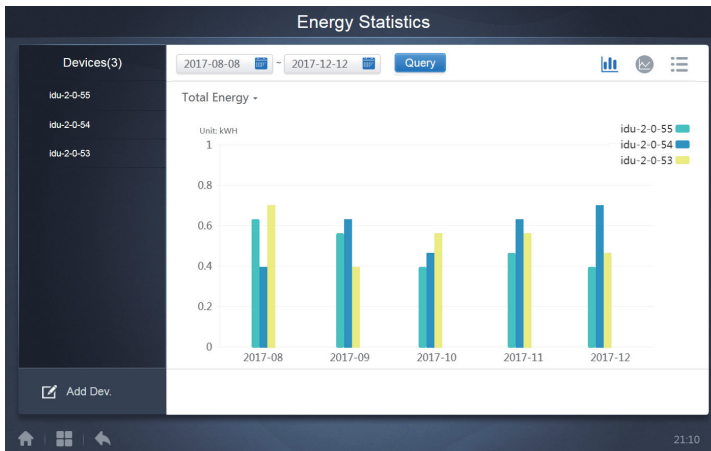 Energy Statistics
Devices(3)
idu-2-0-55
idu-2-0-54
idu-2-0-53
Add Dev.
2017-08-08 ~ 2017-12-12 Query
Total Energy
Unit: kWH
idu-2-0-55
idu-2-0-54
idu-2-0-53
1
0.8
0.6
0.4
0.2
0
2017-08 2017-09 2017-10 2017-11 2017-12
21:10